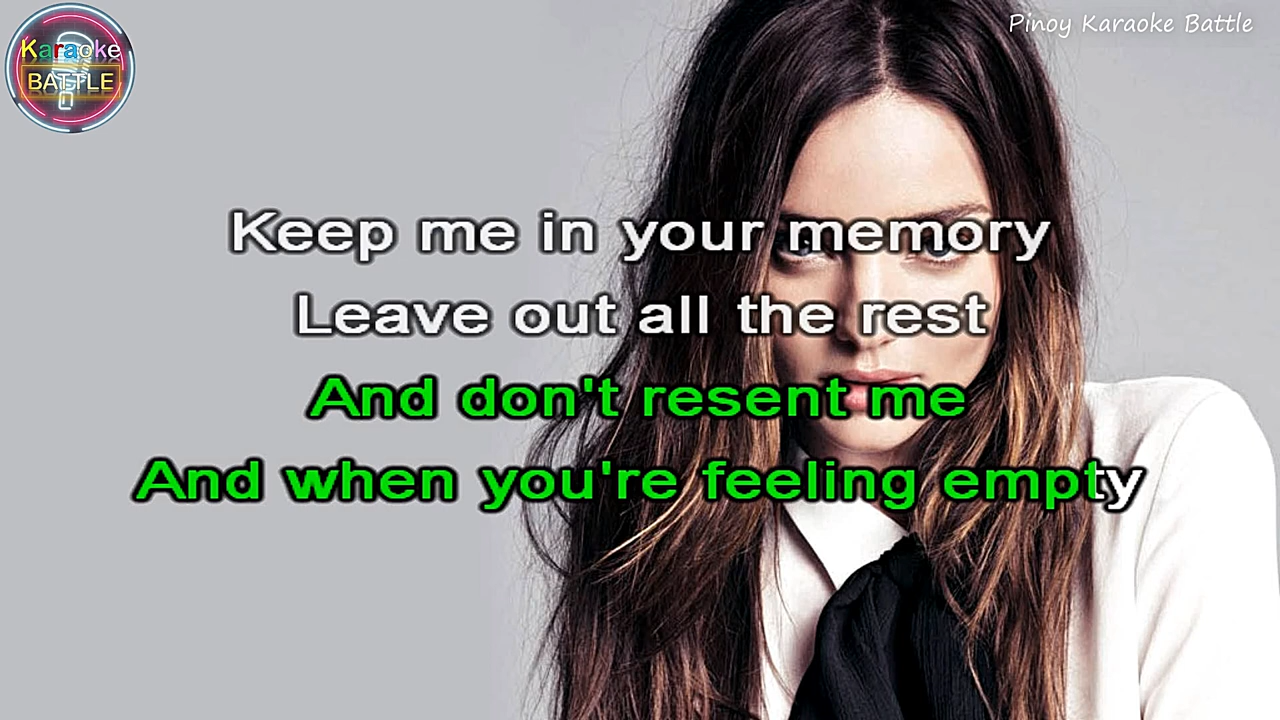 Pinoy Karaoke Battle
Karaoke
BATTLE
Keep me in your memory
Leave out all the rest
And don't resent me
And when you're feeling empty